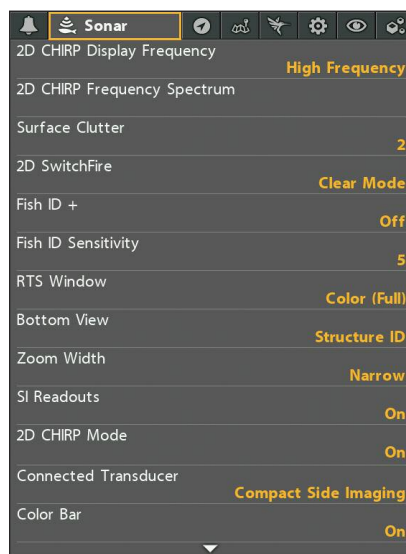 Sonar
2D CHIRP Display Frequency
High Frequency
2D CHIRP Frequency Spectrum
Surface Clutter
2
2D SwitchFire
Clear Mode
Fish ID +
Off
Fish ID Sensitivity
5
RTS Window
Color (Full)
Bottom View
Structure ID
Zoom Width
Narrow
SI Readouts
On
2D CHIRP Mode
On
Connected Transducer
Compact Side Imaging
Color Bar
On